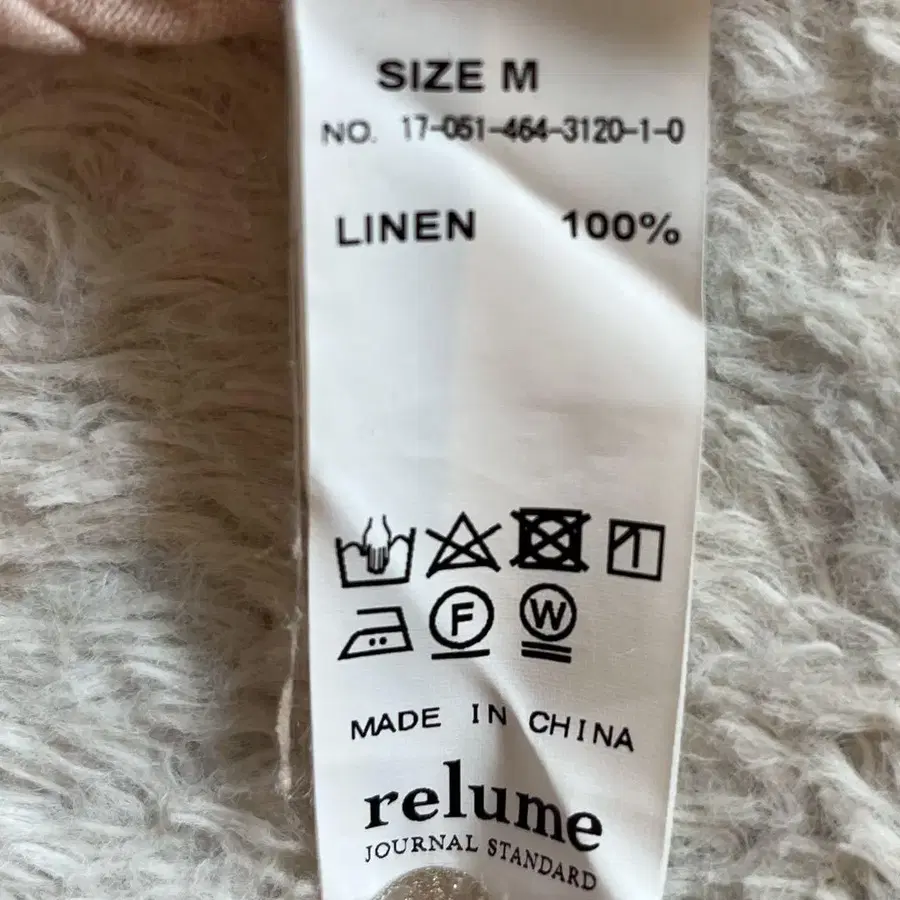 SIZE M
NO. 17-051-464-3120-1-0
LINEN 100%
F W
MADE IN CHINA
relume
JOURNAL STANDARD